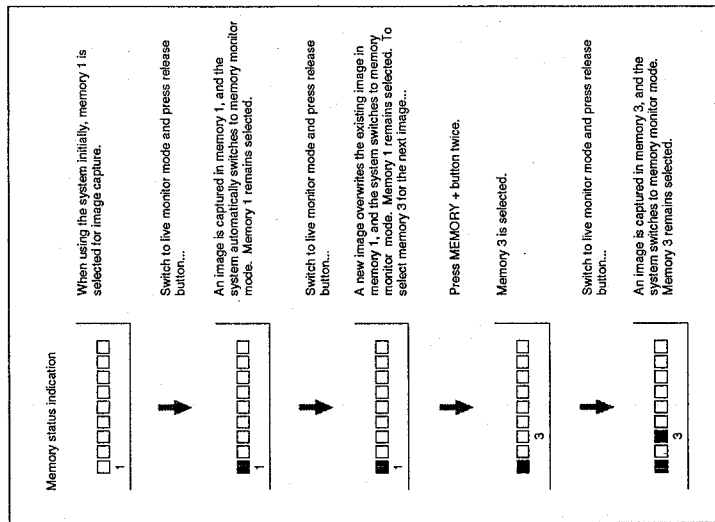 Memory status indication
1
When using the system initially, memory 1 is
selected for image capture.
Switch to live monitor mode and press release
button...
1
An image is captured in memory 1, and the
system automatically switches to memory monitor
mode. Memory 1 remains selected.
Switch to live monitor mode and press release
button...
1
A new image overwrites the existing image in
memory 1, and the system switches to memory
monitor mode. Memory 1 remains selected. To
select memory 3 for the next image...
Press MEMORY + button twice.
3
Memory 3 is selected.
Switch to live monitor mode and press release
button...
3
An image is captured in memory 3, and the
system switches to memory monitor mode.
Memory 3 remains selected.